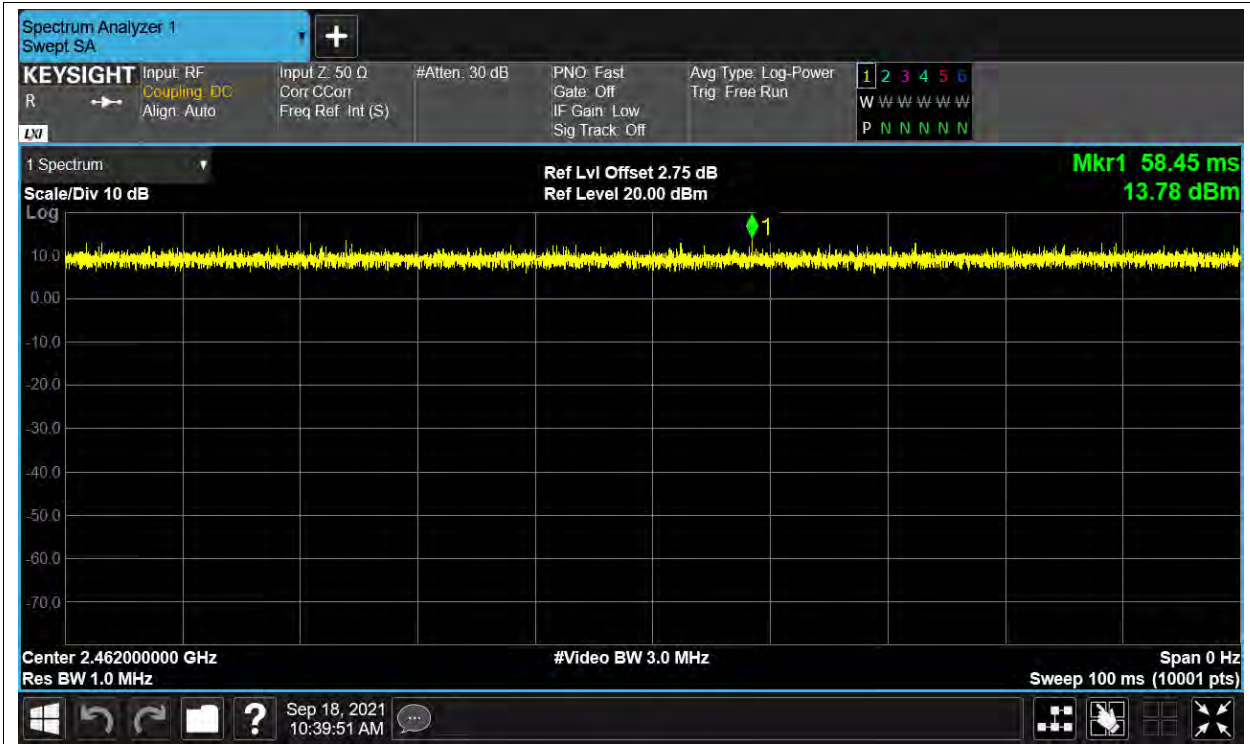 Spectrum Analyzer 1
Swept SA
KEYSIGHT
R
LXI
Input: RF
Coupling: DC
Align: Auto
Input Z: 50 Ω
Corr CCorr
Freq Ref: Int (S)
#Atten: 30 dB
PNO: Fast
Gate: Off
IF Gain: Low
Sig Track: Off
Avg Type: Log-Power
Trig: Free Run
1 2 3 4 5 6
W W W W W W
P N N N N N
1 Spectrum
Scale/Div 10 dB
Ref Lvl Offset 2.75 dB
Ref Level 20.00 dBm
Mkr1 58.45 ms
13.78 dBm
Log
1
10.0
0.00
-10.0
-20.0
-30.0
-40.0
-50.0
-60.0
-70.0
Center 2.462000000 GHz
Res BW 1.0 MHz
#Video BW 3.0 MHz
Span 0 Hz
Sweep 100 ms (10001 pts)
?
Sep 18, 2021
10:39:51 AM